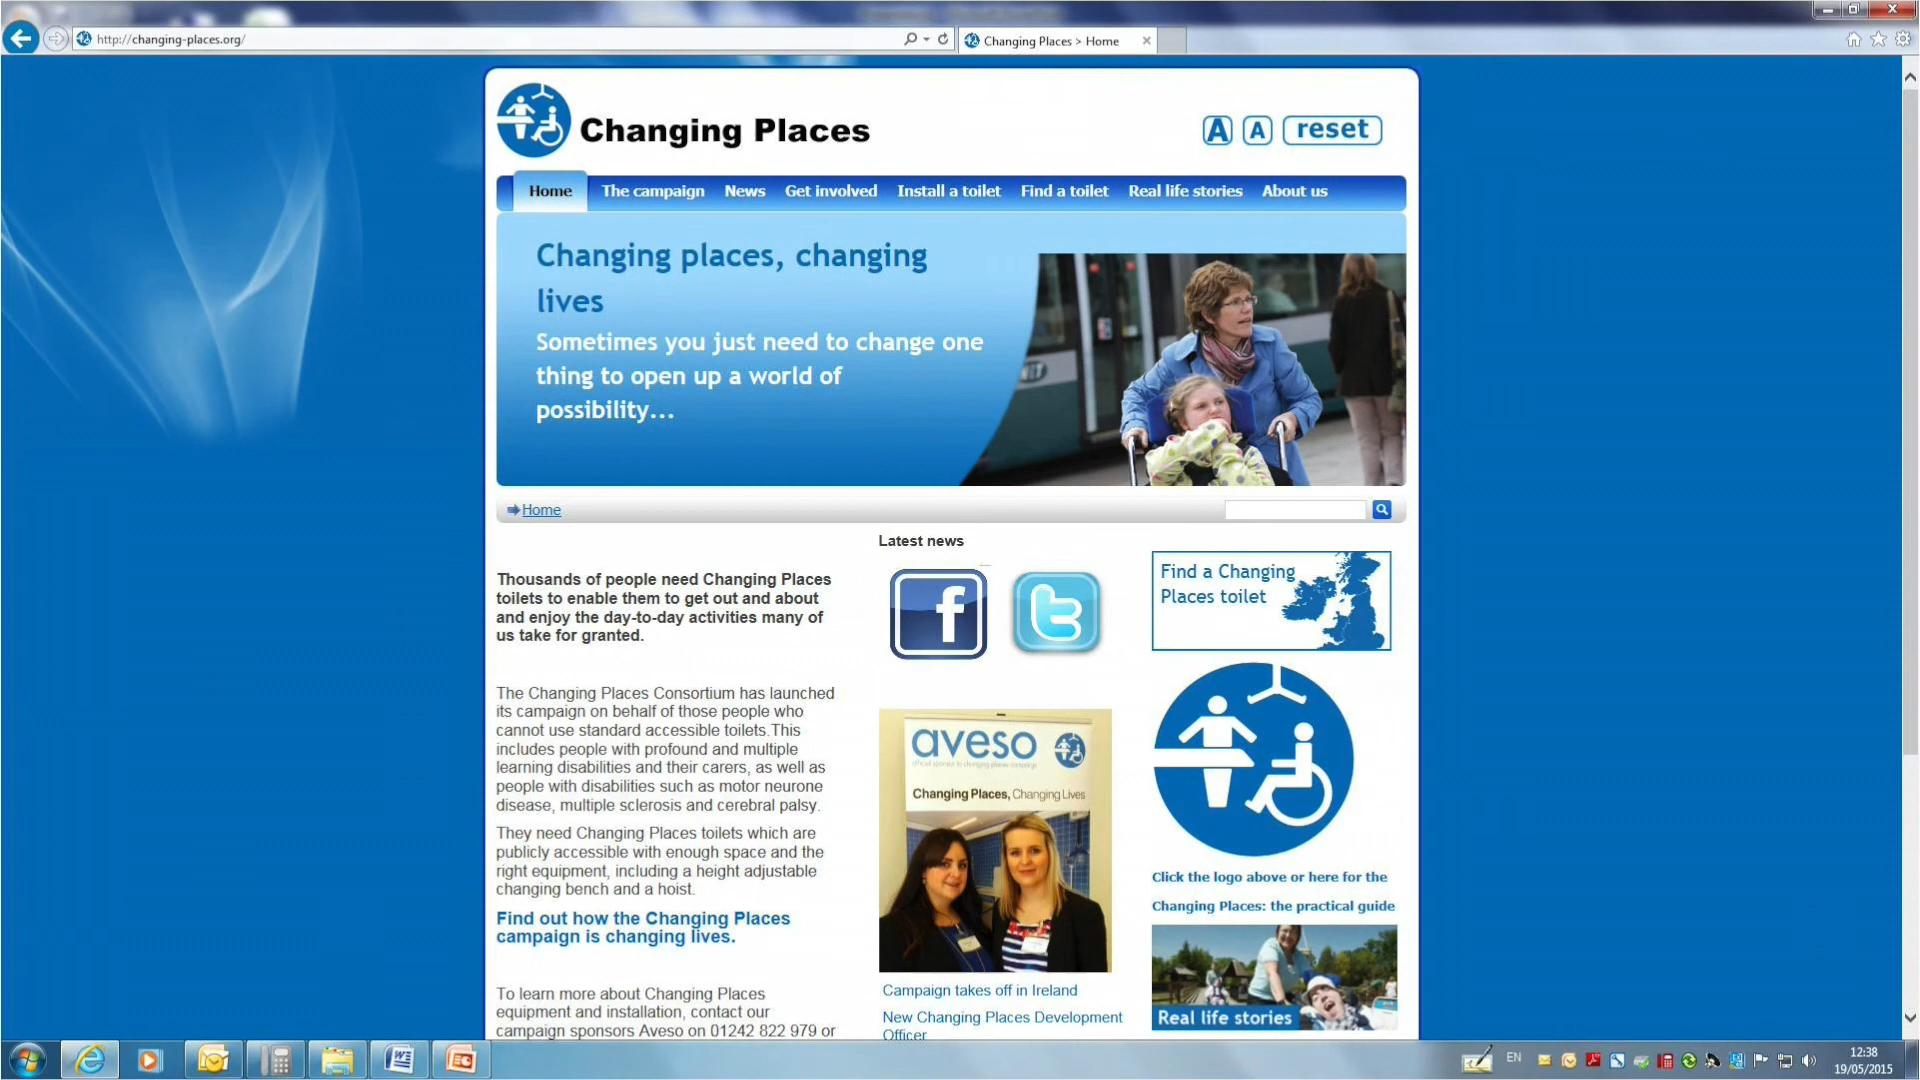 http://changing-places.org/
Changing Places > Home
Changing Places
A A reset
Home The campaign News Get involved Install a toilet Find a toilet Real life stories About us
Changing places, changing
lives
Sometimes you just need to change one
thing to open up a world of
possibility...
Home
Thousands of people need Changing Places
toilets to enable them to get out and about
and enjoy the day-to-day activities many of
us take for granted.
The Changing Places Consortium has launched
its campaign on behalf of those people who
cannot use standard accessible toilets.This
includes people with profound and multiple
learning disabilities and their carers, as well as
people with disabilities such as motor neurone
disease, multiple sclerosis and cerebral palsy.
They need Changing Places toilets which are
publicly accessible with enough space and the
right equipment, including a height adjustable
changing bench and a hoist.
Find out how the Changing Places
campaign is changing lives.
To learn more about Changing Places
equipment and installation, contact our
campaign sponsors Aveso on 01242 822 979 or
Latest news
f t
aveso
official sponsor to changing places campaign
Changing Places, Changing Lives
Campaign takes off in Ireland
New Changing Places Development
Officer
Find a Changing
Places toilet
Click the logo above or here for the
Changing Places: the practical guide
Real life stories
EN
12:38
19/05/2015